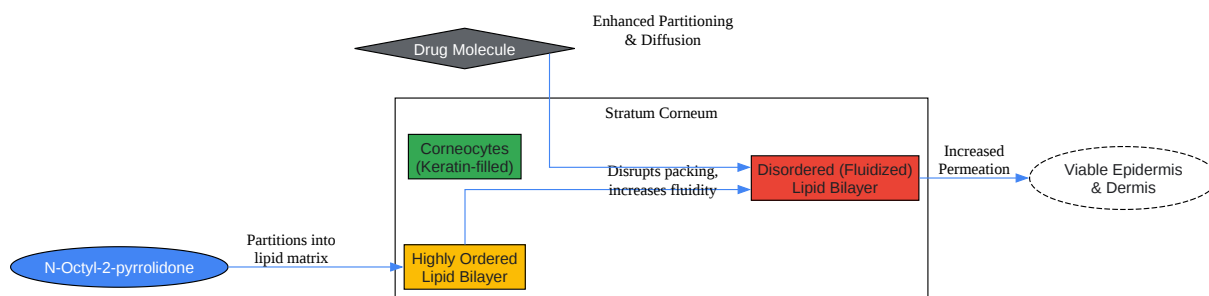 Enhanced Partitioning
& Diffusion
Drug Molecule
Stratum Corneum
Corneocytes
(Keratin-filled)
Disrupts packing,
increases fluidity
Disordered (Fluidized)
Lipid Bilayer
Increased
Permeation
Viable Epidermis
& Dermis
N-Octyl-2-pyrrolidone
Partitions into
lipid matrix
Highly Ordered
Lipid Bilayer